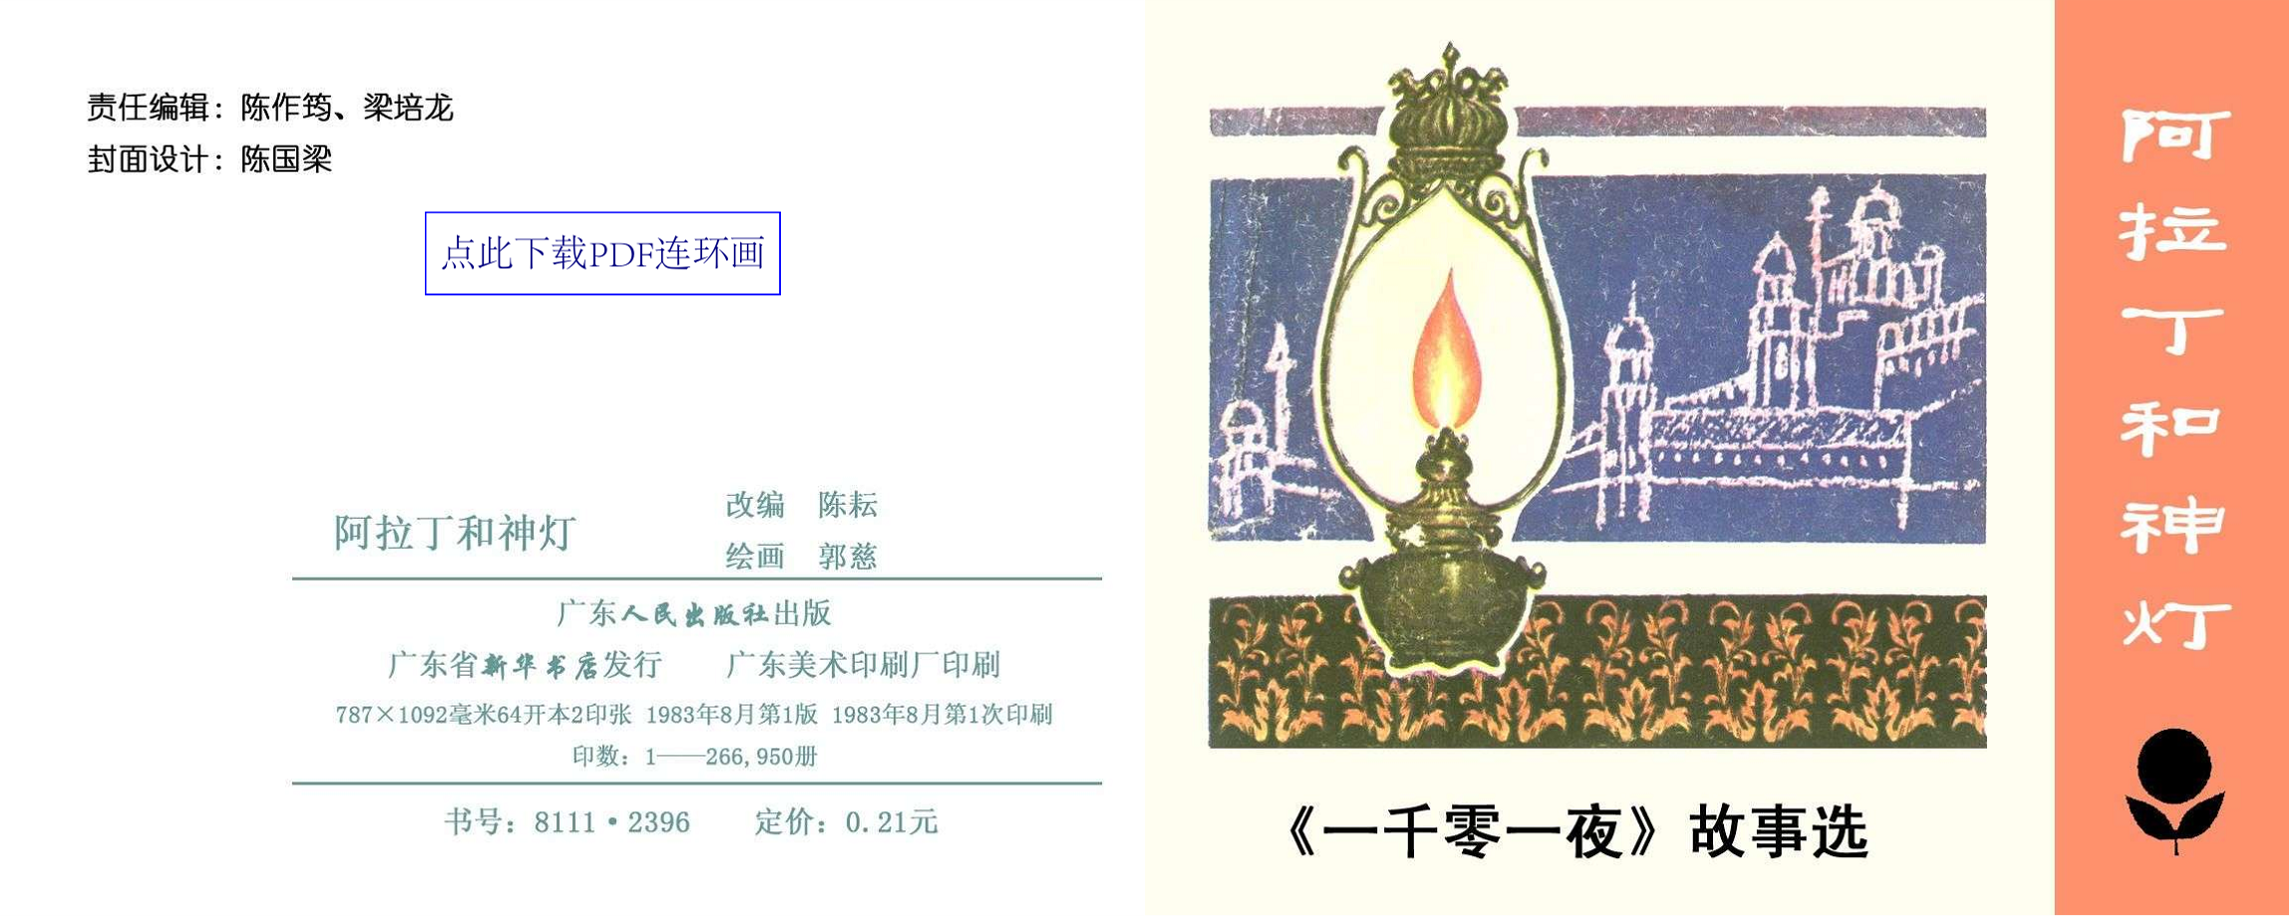 责任编辑：陈作筠、梁培龙
封面设计：陈国梁
点此下载PDF连环画
阿拉丁和神灯
改编　陈耘
绘画　郭慈
广东人民出版社出版
广东省新华书店发行　　广东美术印刷厂印刷
787×1092毫米64开本2印张 1983年8月第1版 1983年8月第1次印刷
印数：1——266,950册
书号：8111·2396　　定价：0.21元
《一千零一夜》故事选
阿拉丁和神灯